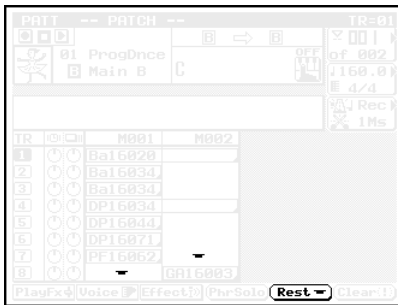 PATT -- PATCH -- TR=01
B ⇨ B of 002
01 ProgDnce OFF
B Main B C ♩160.0
4/4
Rec
1Ms
TR M001 M002
1 Ba16020
2 Ba16034
3 Ba16034
4 DP16034
5 DP16044
6 DP16071
7 PF16062
8 GA16003
PlayFx Voice Effect PhrSolo Rest Clear(!)